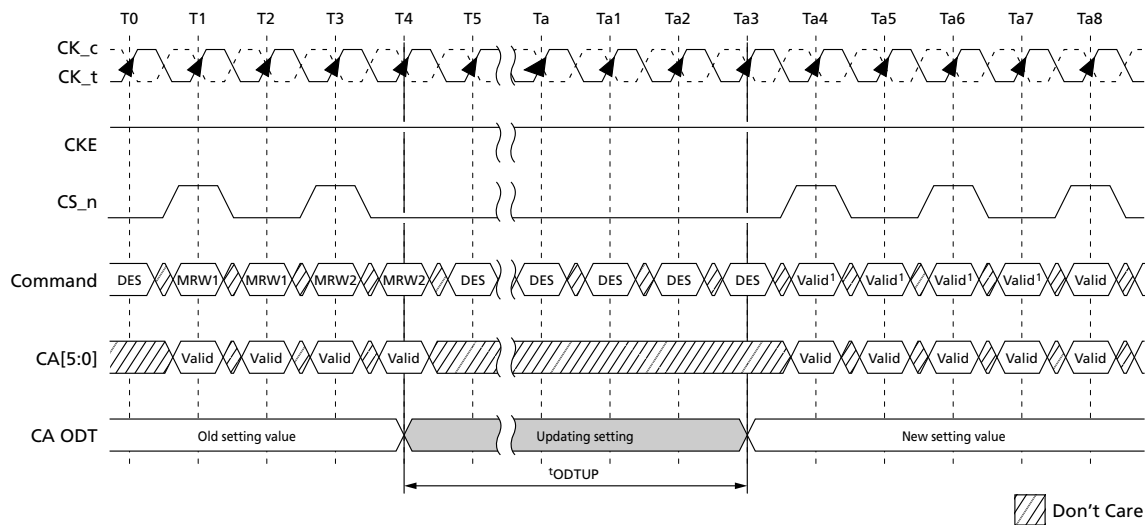 T0 T1 T2 T3 T4 T5 Ta Ta1 Ta2 Ta3 Ta4 Ta5 Ta6 Ta7 Ta8
CK_c
CK_t
CKE
CS_n
Command DES MRW1 MRW1 MRW2 MRW2 DES DES DES DES DES Valid¹ Valid¹ Valid¹ Valid¹ Valid
CA[5:0] Valid Valid Valid Valid Valid Valid Valid Valid Valid
CA ODT Old setting value Updating setting New setting value
ᵗODTUP
Don't Care